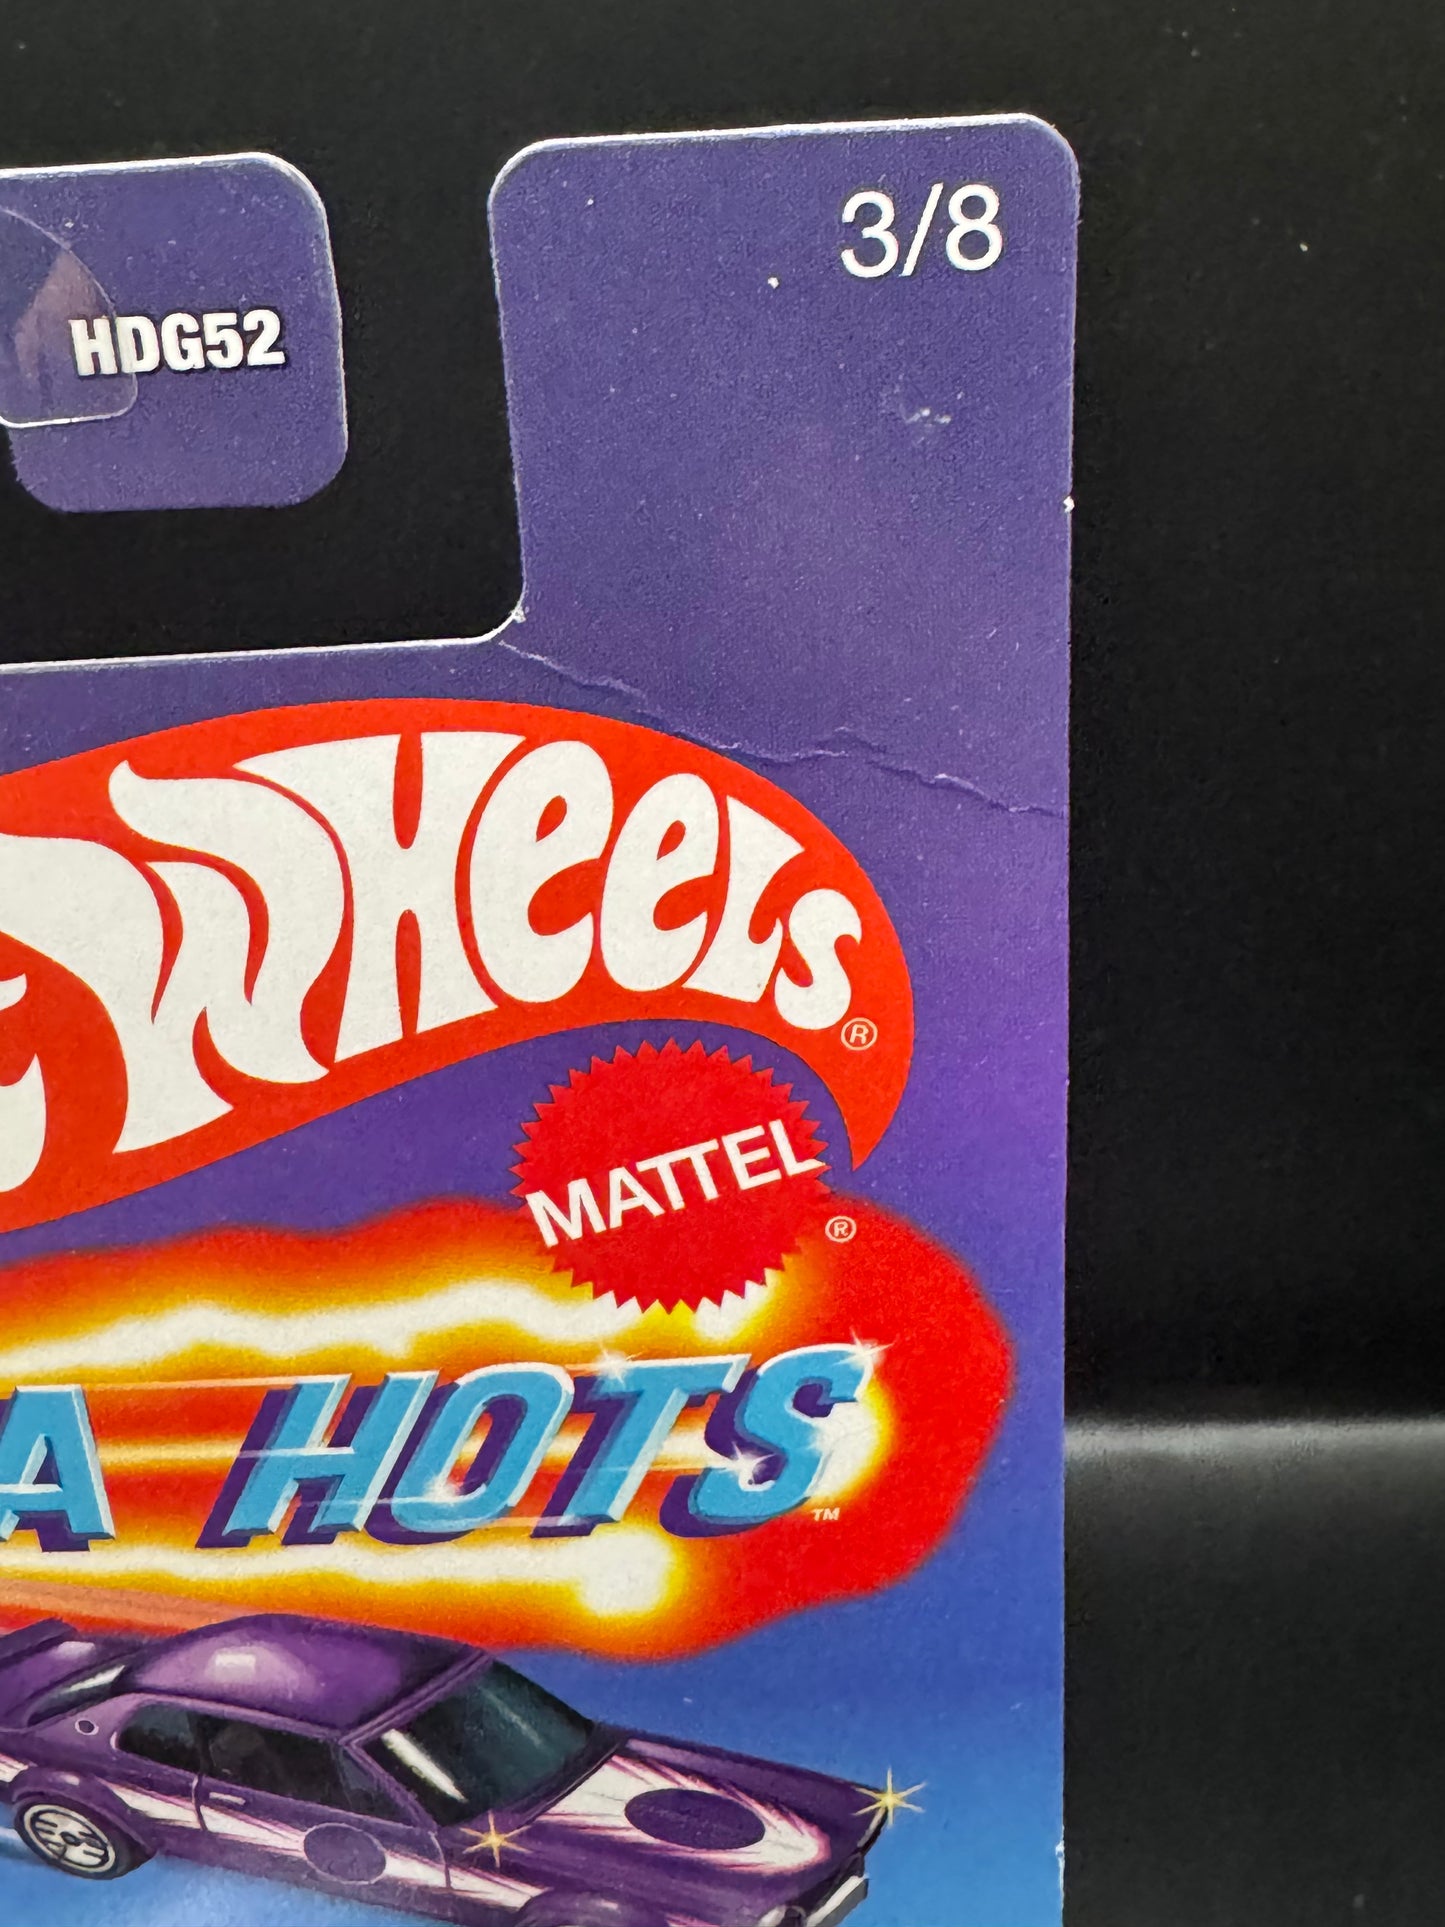 3/8
HDG52
WHEELS®
MATTEL
®
A HOTS™